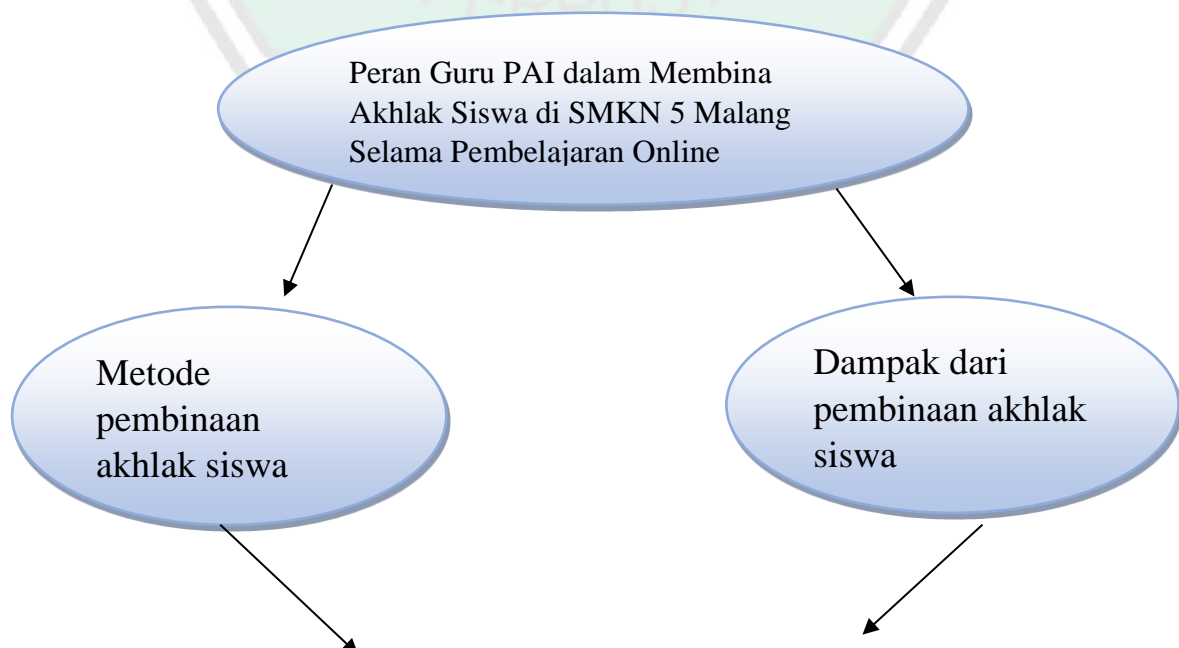 Peran Guru PAI dalam Membina
Akhlak Siswa di SMKN 5 Malang
Selama Pembelajaran Online
Metode
pembinaan
akhlak siswa
Dampak dari
pembinaan akhlak
siswa